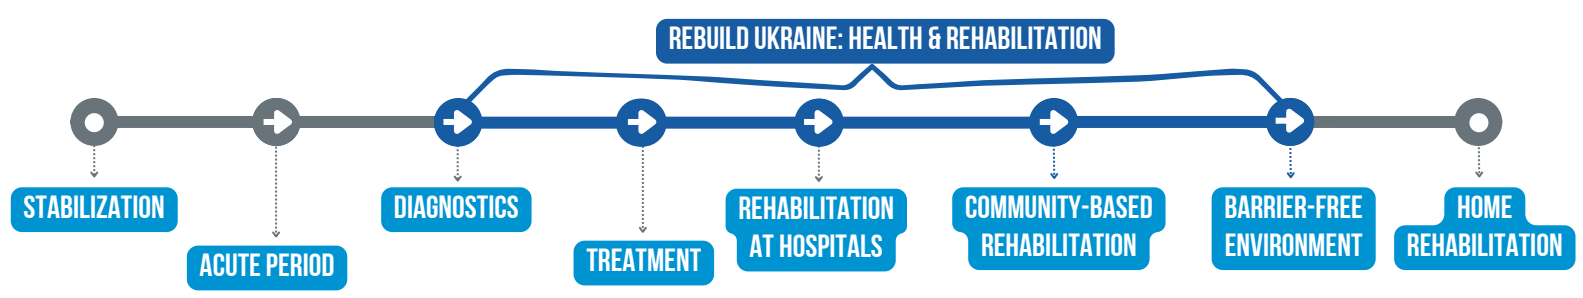 REBUILD UKRAINE: HEALTH & REHABILITATION
STABILIZATION
ACUTE PERIOD
DIAGNOSTICS
TREATMENT
REHABILITATION
AT HOSPITALS
COMMUNITY-BASED
REHABILITATION
BARRIER-FREE
ENVIRONMENT
HOME
REHABILITATION